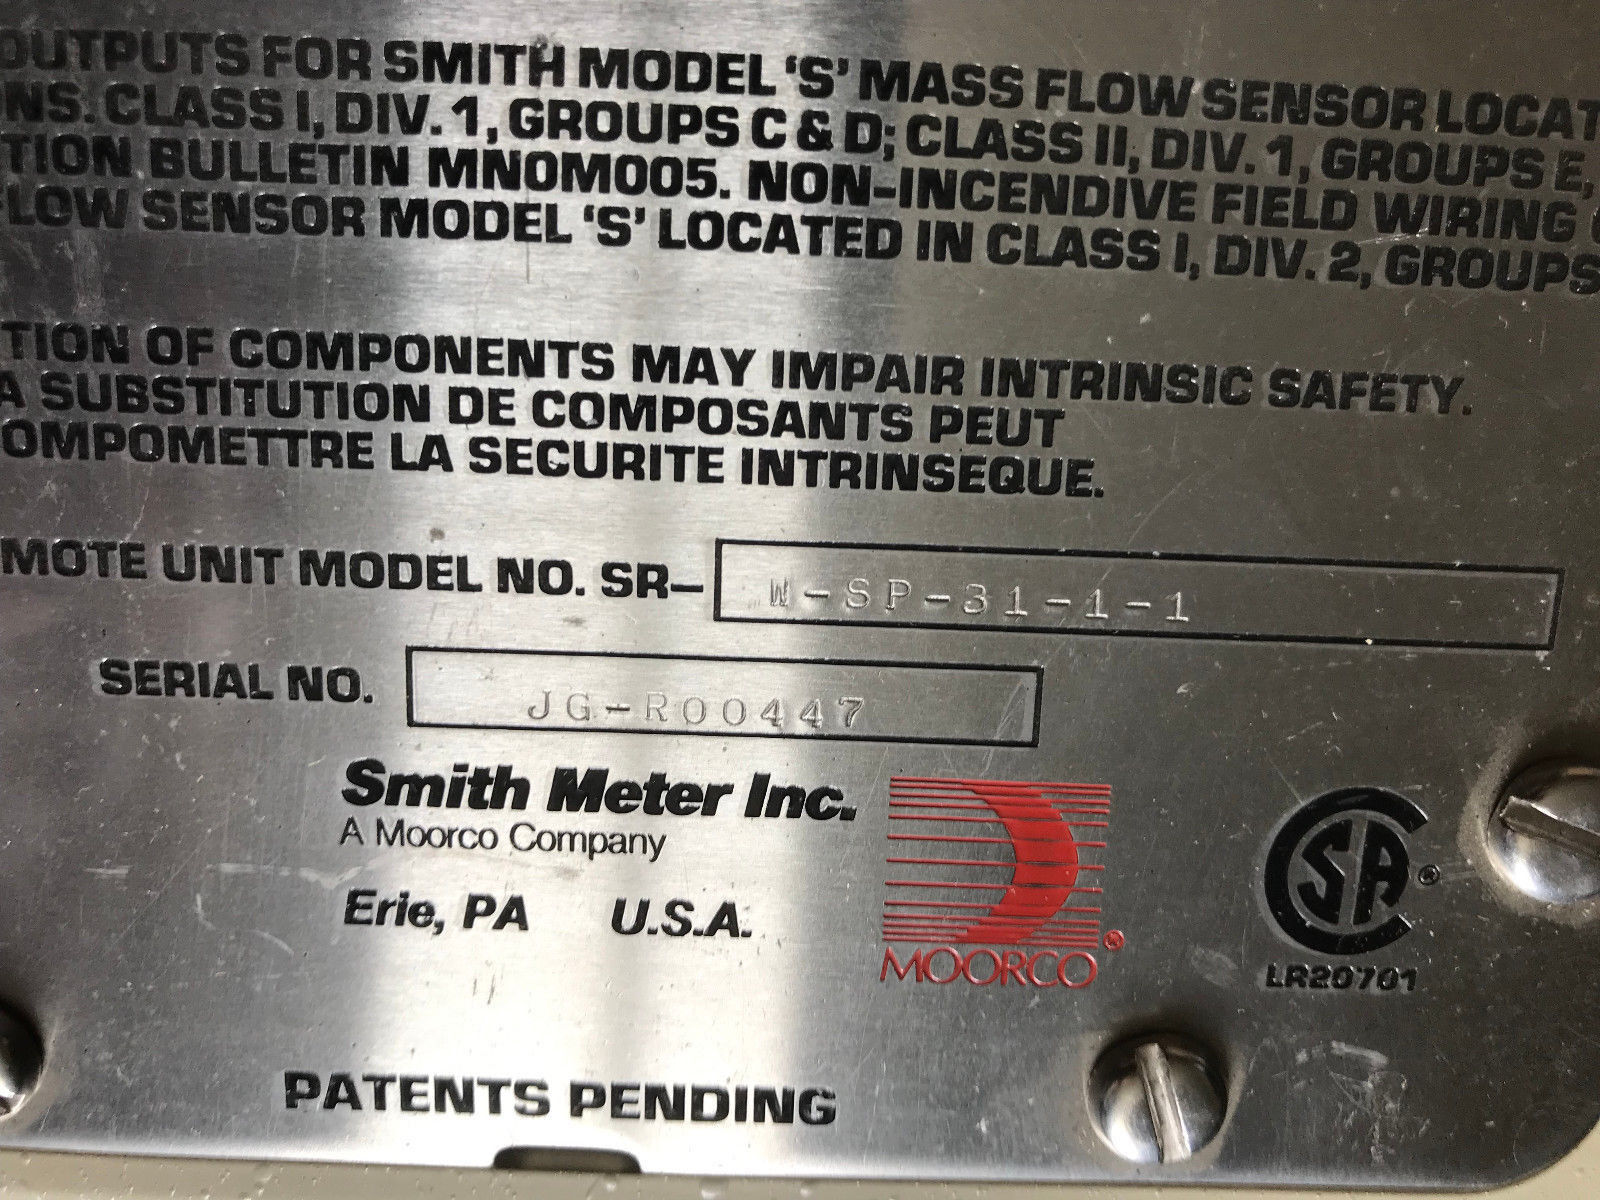 OUTPUTS FOR SMITH MODEL 'S' MASS FLOW SENSOR LOCAT
NS. CLASS I, DIV. 1, GROUPS C & D; CLASS II, DIV. 1, GROUPS E,
TION BULLETIN MN0M005. NON-INCENDIVE FIELD WIRING
FLOW SENSOR MODEL 'S' LOCATED IN CLASS I, DIV. 2, GROUPS
TION OF COMPONENTS MAY IMPAIR INTRINSIC SAFETY.
A SUBSTITUTION DE COMPOSANTS PEUT
OMPOMETTRE LA SECURITE INTRINSEQUE.
MOTE UNIT MODEL NO. SR- W-SP-31-1-1
SERIAL NO. JG-R00447
Smith Meter Inc.
A Moorco Company
Erie, PA U.S.A.
MOORCO ®
CSA ®
LR20701
PATENTS PENDING